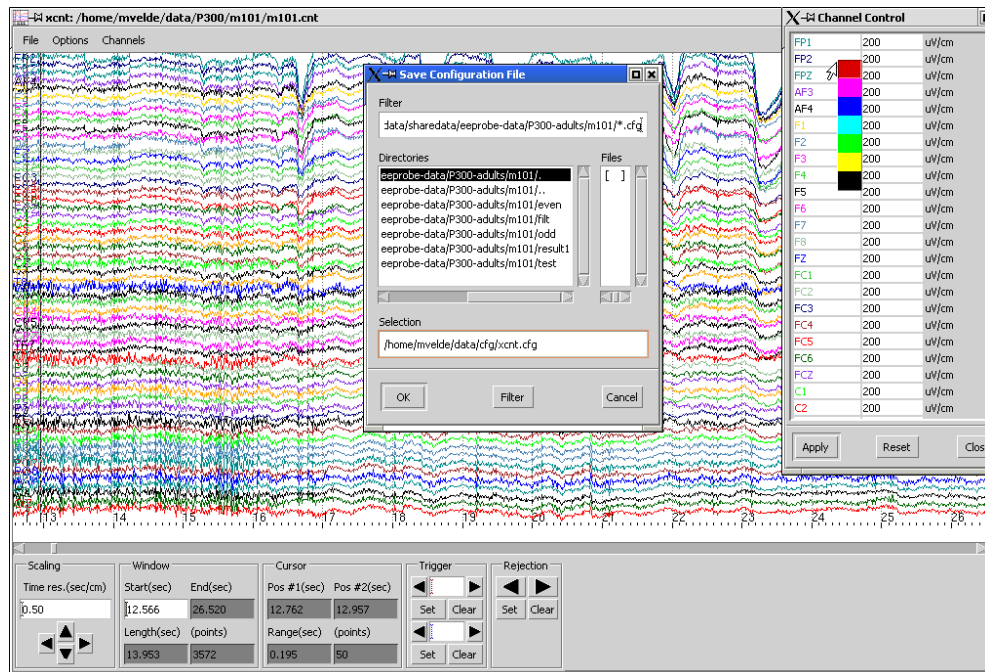 xcnt: /home/mvelde/data/P300/m101/m101.cnt
File Options Channels
Save Configuration File
Filter
data/sharedata/eeprobe-data/P300-adults/m101/*.cfg
Directories Files
eeprobe-data/P300-adults/m101/. [ ]
eeprobe-data/P300-adults/m101/..
eeprobe-data/P300-adults/m101/even
eeprobe-data/P300-adults/m101/filt
eeprobe-data/P300-adults/m101/odd
eeprobe-data/P300-adults/m101/result1
eeprobe-data/P300-adults/m101/test
Selection
/home/mvelde/data/cfg/xcnt.cfg
OK Filter Cancel
Channel Control
FP1 200 uV/cm
FP2 200 uV/cm
FPZ 200 uV/cm
AF3 200 uV/cm
AF4 200 uV/cm
F1 200 uV/cm
F2 200 uV/cm
F3 200 uV/cm
F4 200 uV/cm
F5 200 uV/cm
F6 200 uV/cm
F7 200 uV/cm
F8 200 uV/cm
FZ 200 uV/cm
FC1 200 uV/cm
FC2 200 uV/cm
FC3 200 uV/cm
FC4 200 uV/cm
FC5 200 uV/cm
FC6 200 uV/cm
FCZ 200 uV/cm
C1 200 uV/cm
C2 200 uV/cm
Apply Reset Clos
13 14 15 16 17 18 19 20 21 22 23 24 25 26
Scaling Window Cursor Trigger Rejection
Time res.(sec/cm) Start(sec) End(sec) Pos #1(sec) Pos #2(sec)
0.50 12.566 26.520 12.762 12.957 Set Clear Set Clear
Length(sec) (points) Range(sec) (points)
13.953 3572 0.195 50 Set Clear